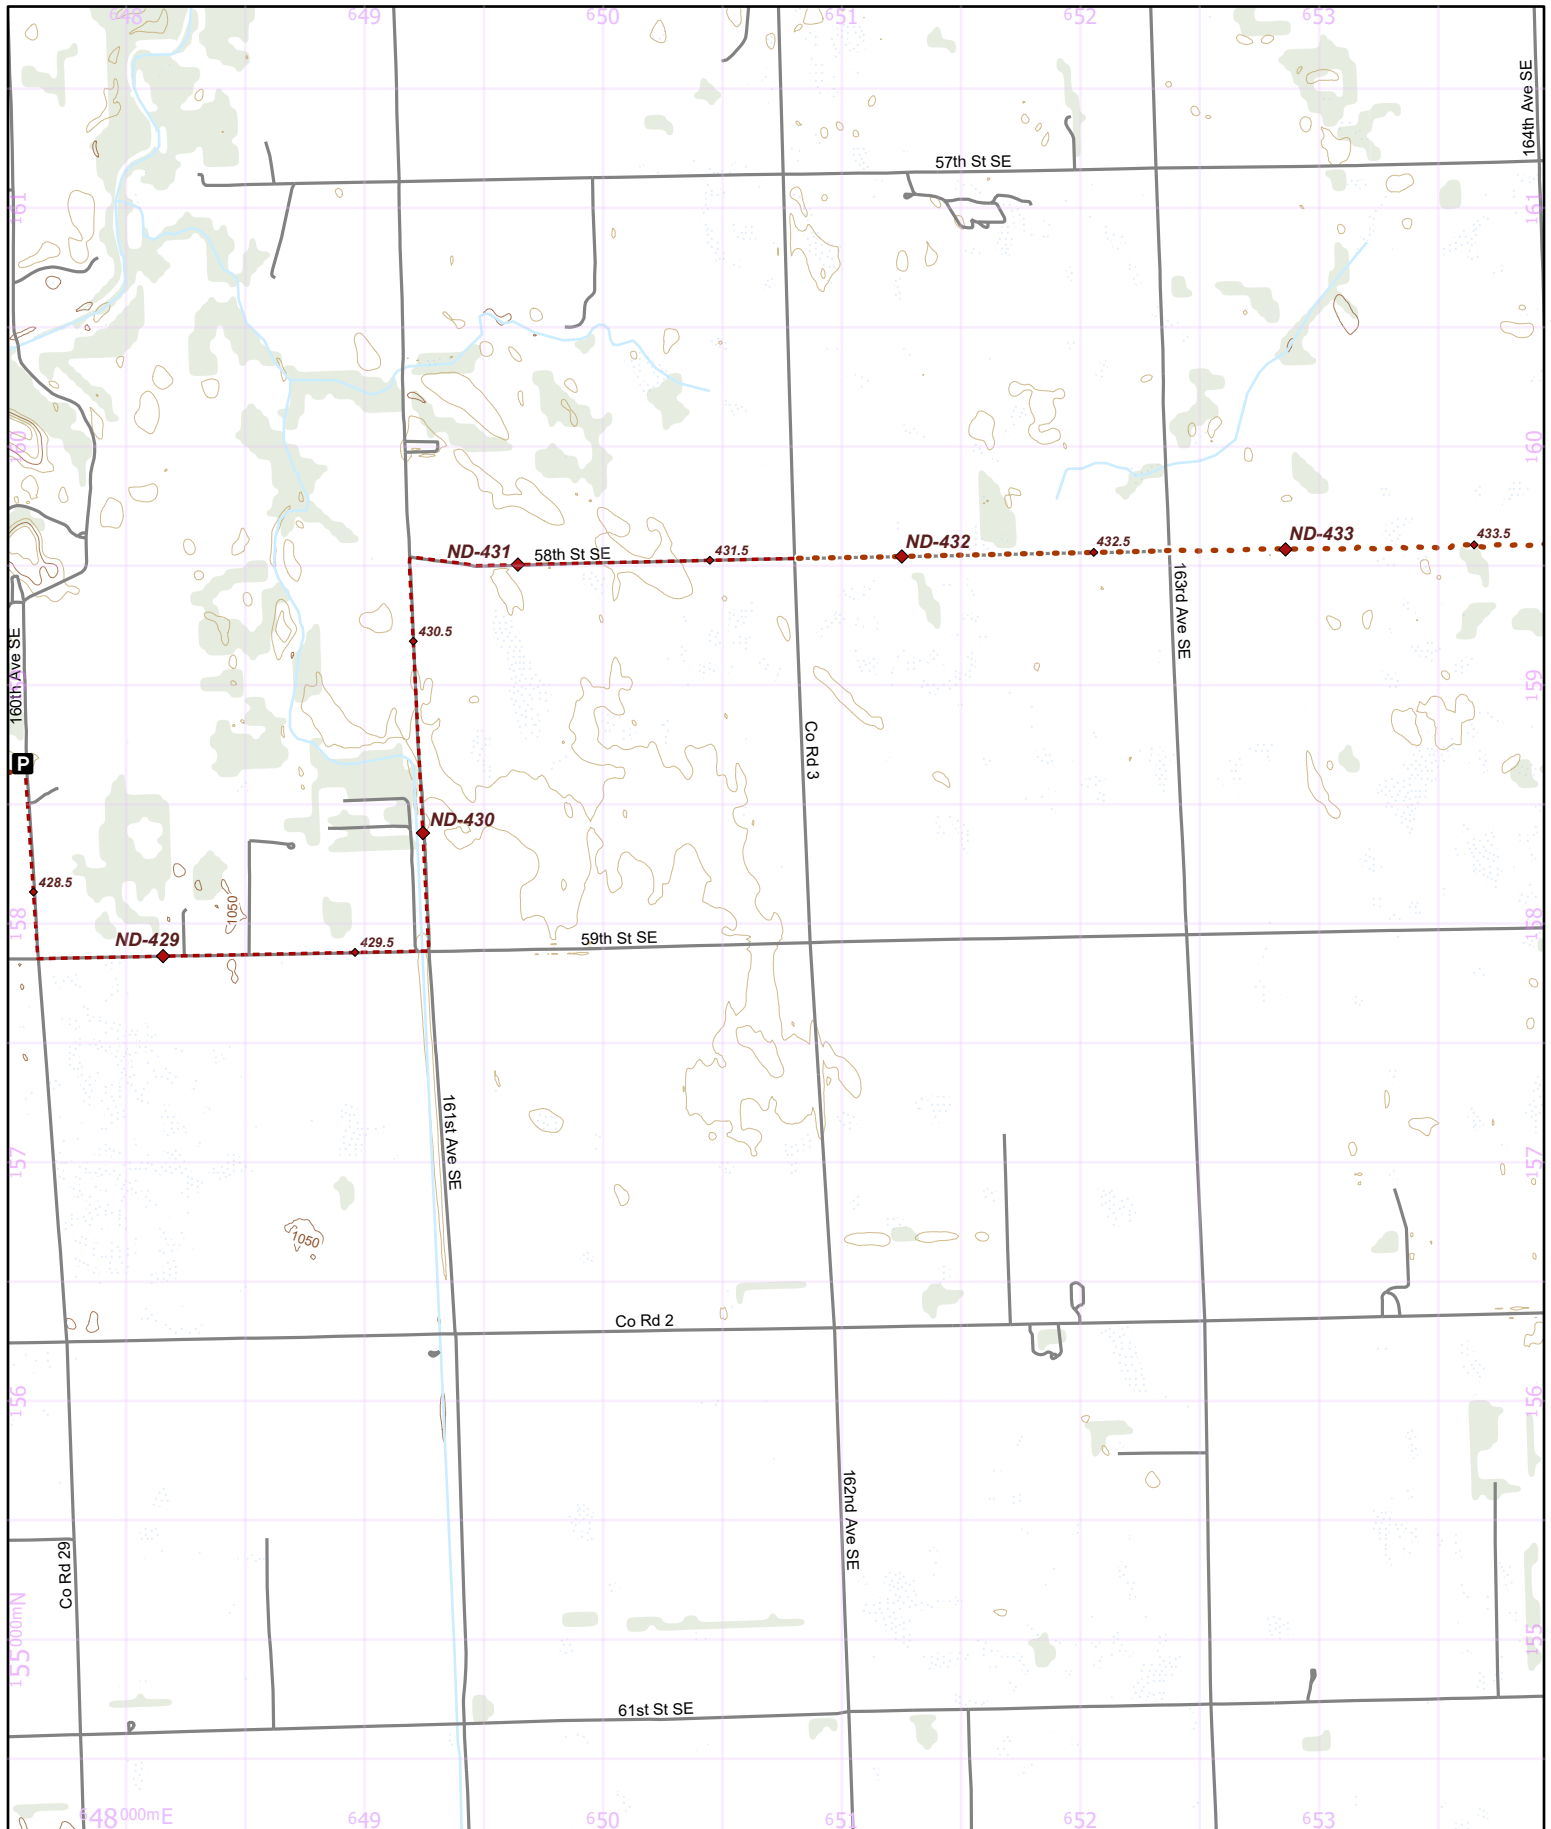 648 649 650 651 652 653
164th Ave SE
57th St SE
161 161
160 160
ND-431 58th St SE 431.5 ND-432 432.5 ND-433 433.5
163rd Ave SE
430.5
160th Ave SE
159
Co Rd 3
P
ND-430
428.5
1050
158 158
ND-429 429.5 59th St SE
161st Ave SE
157 157
1050
Co Rd 2
156 156
162nd Ave SE
Co Rd 29
155000mN 155
61st St SE
648000mE 649 650 651 652 653